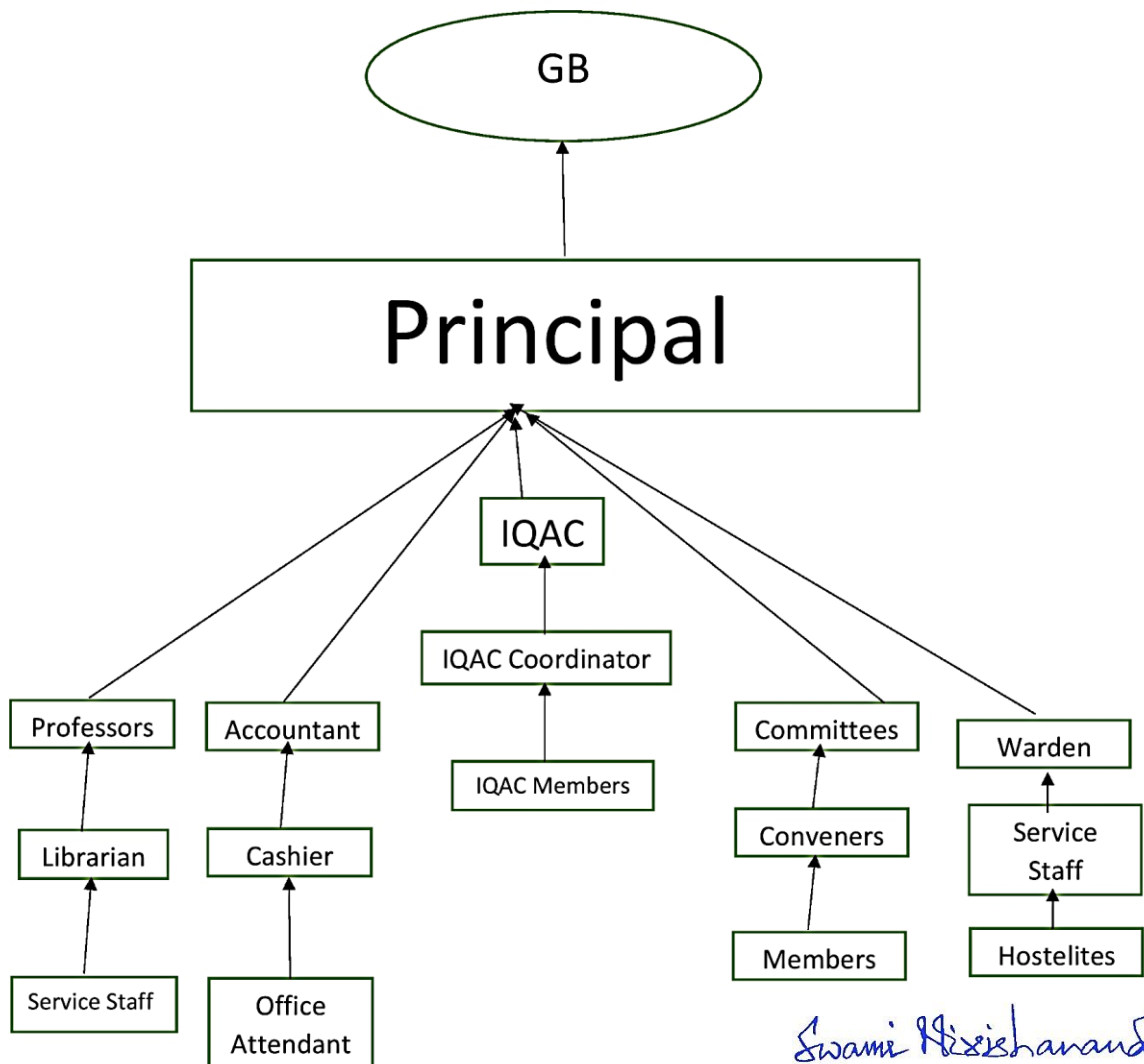 GB
Principal
IQAC
IQAC Coordinator
Professors
Accountant
Committees
Warden
IQAC Members
Librarian
Cashier
Conveners
Service
Staff
Service Staff
Office
Attendant
Members
Hostelites
Swami